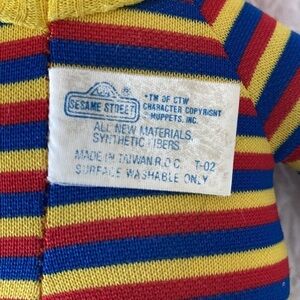 SESAME STREET
*TM OF CTW
CHARACTER COPYRIGHT
MUPPETS, INC.
ALL NEW MATERIALS
SYNTHETIC FIBERS
MADE IN TAIWAN R.O.C. T-02
SURFACE WASHABLE ONLY